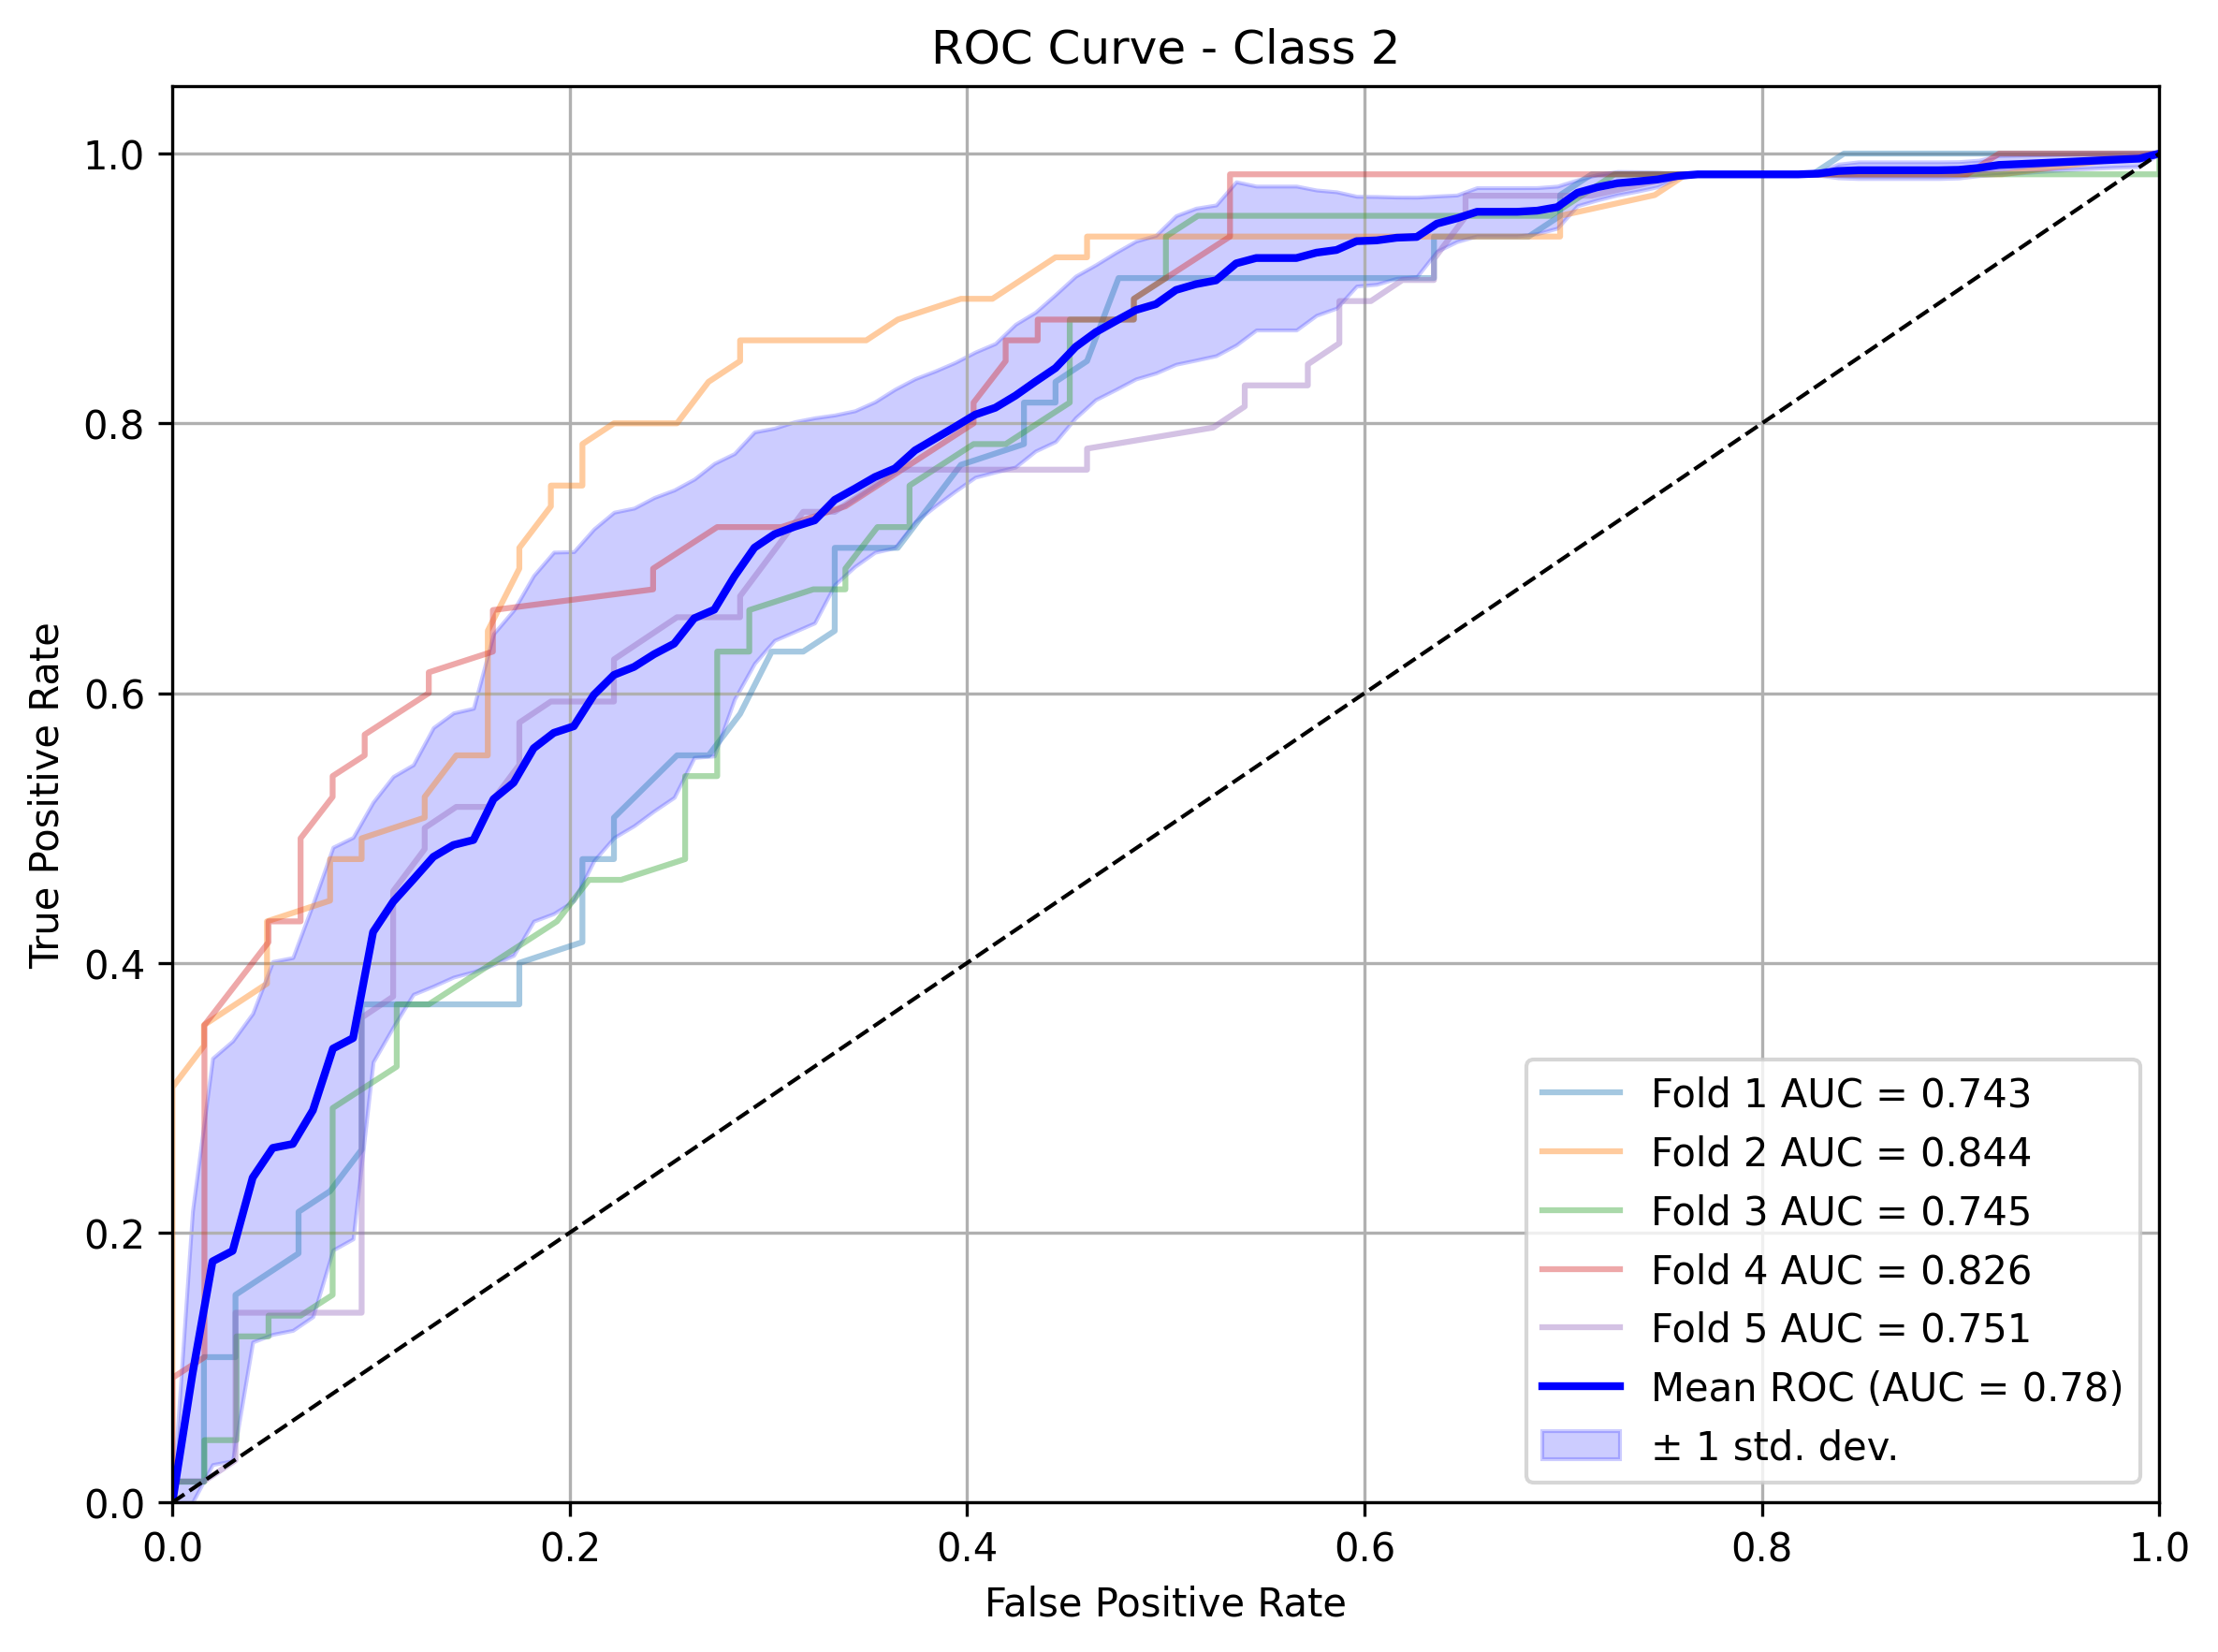 ROC Curve - Class 2
True Positive Rate
1.0
0.8
0.6
0.4
0.2
0.0
0.0 0.2 0.4 0.6 0.8 1.0
False Positive Rate
Fold 1 AUC = 0.743
Fold 2 AUC = 0.844
Fold 3 AUC = 0.745
Fold 4 AUC = 0.826
Fold 5 AUC = 0.751
Mean ROC (AUC = 0.78)
± 1 std. dev.